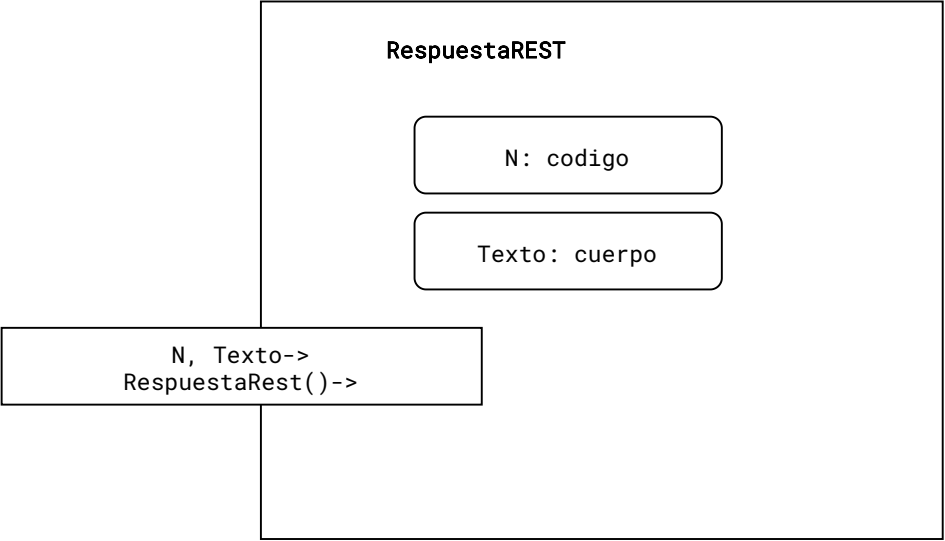 RespuestaREST
N: codigo
Texto: cuerpo
N, Texto->
RespuestaRest()->